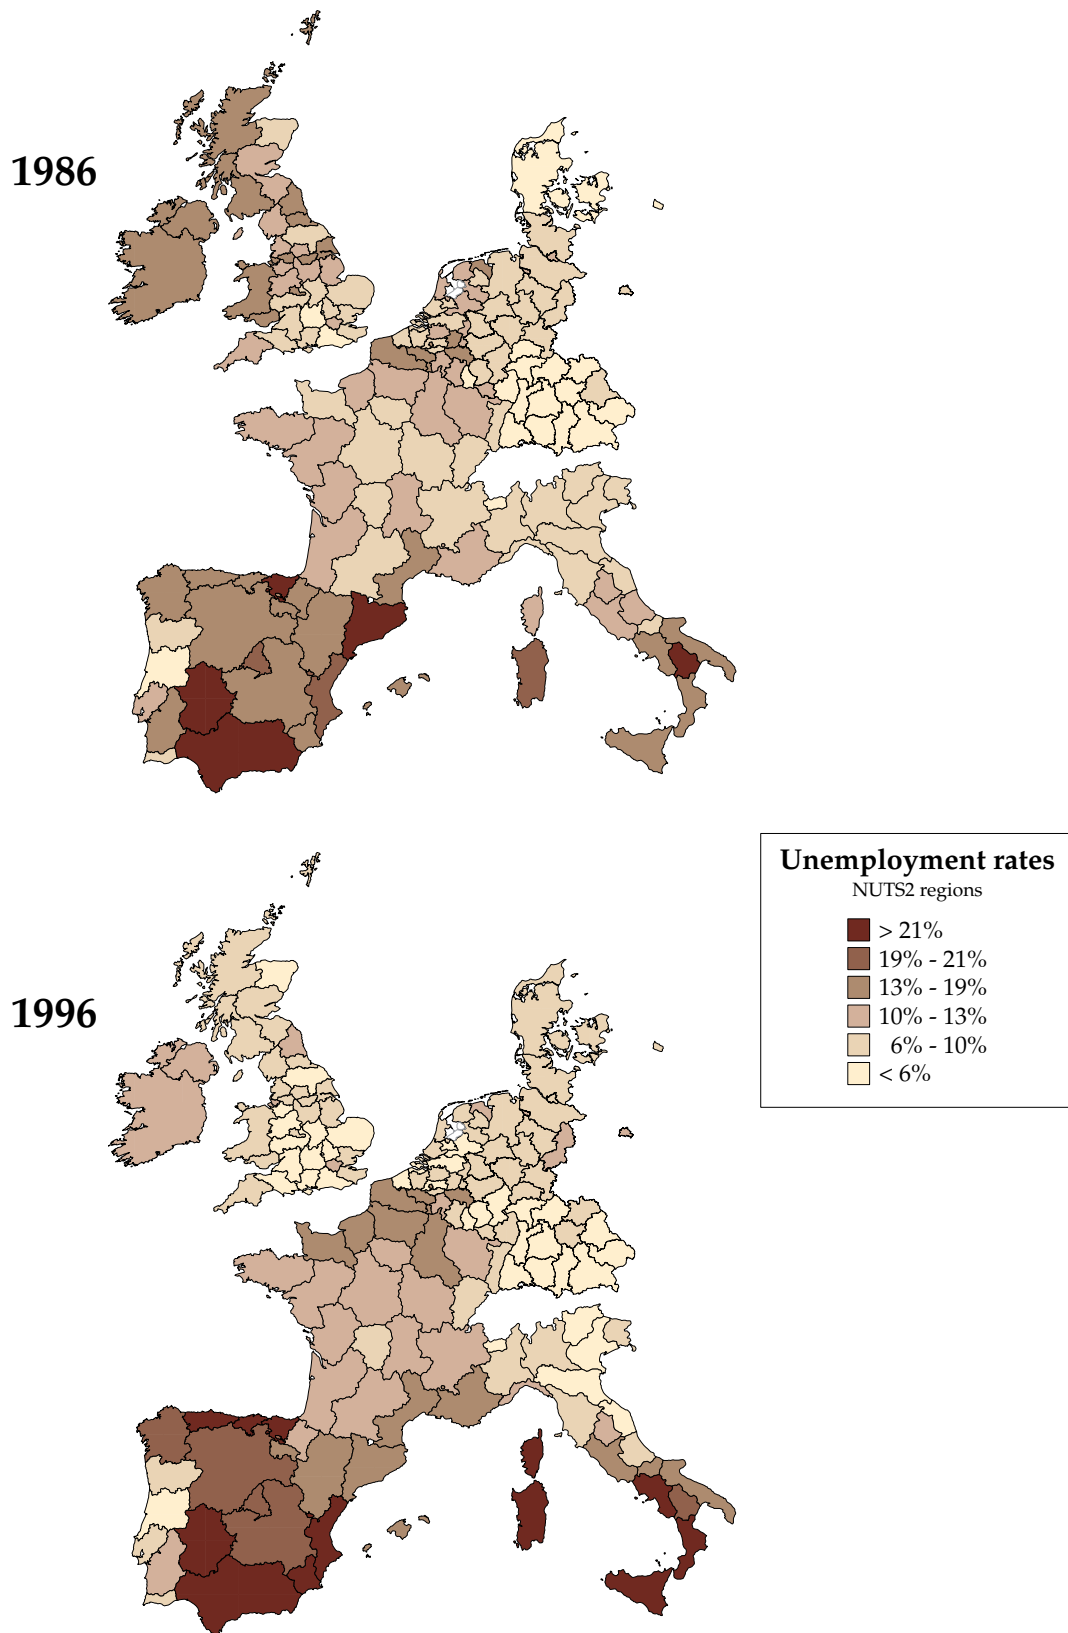 1986
1996
Unemployment rates
NUTS2 regions
> 21%
19% - 21%
13% - 19%
10% - 13%
6% - 10%
< 6%